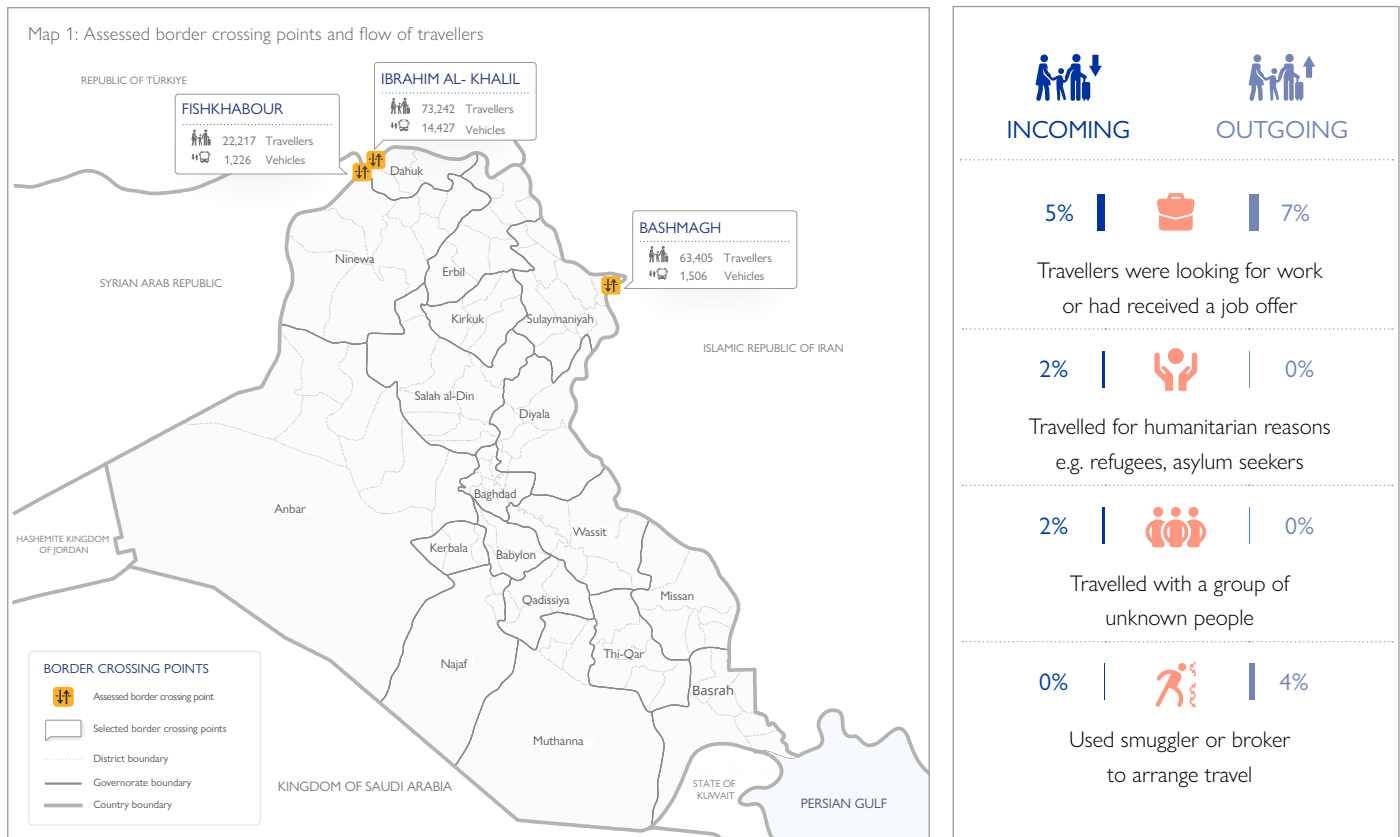 Map 1: Assessed border crossing points and flow of travellers
REPUBLIC OF TÜRKIYE
IBRAHIM AL- KHALIL
73,242 Travellers
14,427 Vehicles
FISHKHABOUR
22,217 Travellers
1,226 Vehicles
BASHMAGH
63,405 Travellers
1,506 Vehicles
Dahuk
Ninewa
Erbil
SYRIAN ARAB REPUBLIC
Kirkuk
Sulaymaniyah
ISLAMIC REPUBLIC OF IRAN
Salah al-Din
Diyala
Baghdad
Anbar
Wassit
HASHEMITE KINGDOM
OF JORDAN
Kerbala
Babylon
Qadissiya
Missan
Najaf
Thi-Qar
Basrah
Muthanna
KINGDOM OF SAUDI ARABIA
STATE OF
KUWAIT
PERSIAN GULF
BORDER CROSSING POINTS
Assessed border crossing point
Selected border crossing points
District boundary
Governorate boundary
Country boundary
INCOMING OUTGOING
5% 7%
Travellers were looking for work
or had received a job offer
2% 0%
Travelled for humanitarian reasons
e.g. refugees, asylum seekers
2% 0%
Travelled with a group of
unknown people
0% 4%
Used smuggler or broker
to arrange travel